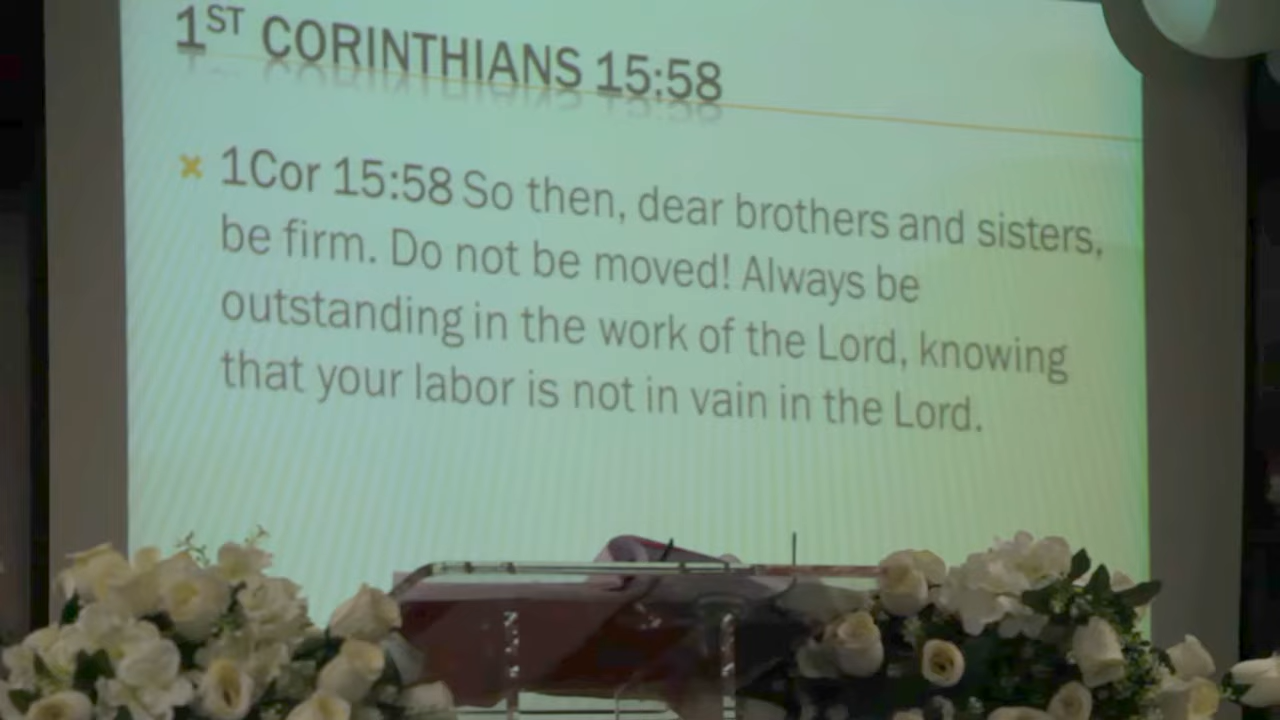 1ST CORINTHIANS 15:58
1Cor 15:58 So then, dear brothers and sisters,
be firm. Do not be moved! Always be
outstanding in the work of the Lord, knowing
that your labor is not in vain in the Lord.